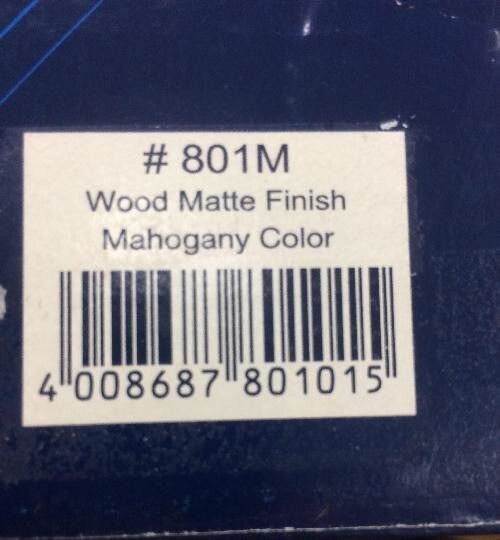 # 801M
Wood Matte Finish
Mahogany Color
4 008687 801015